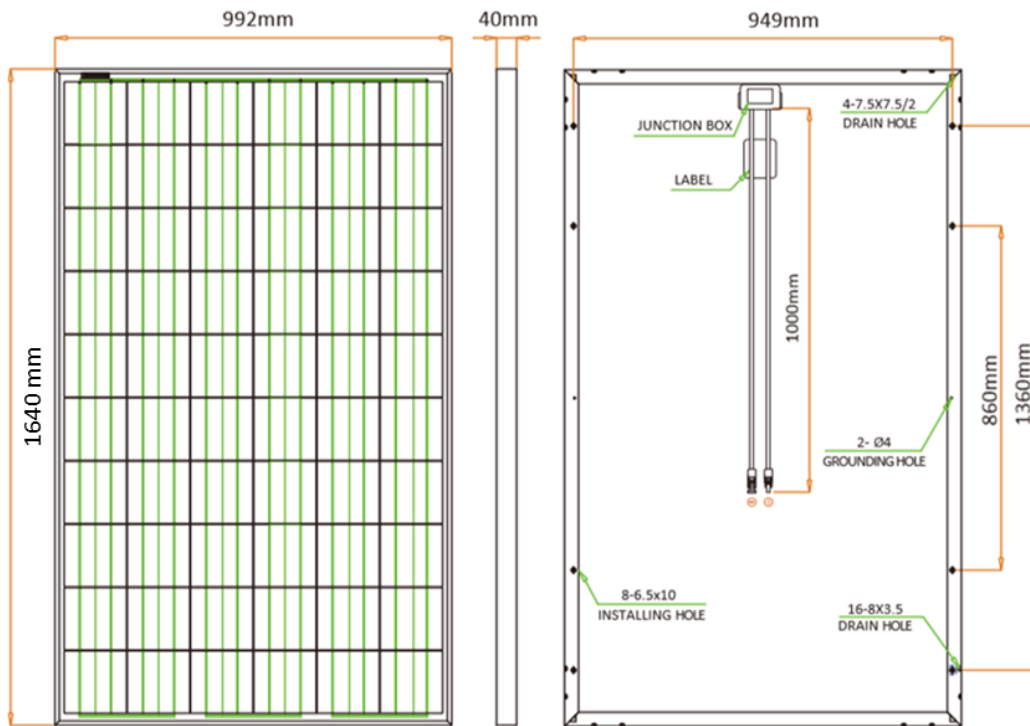 992mm
40mm
949mm
1640 mm
4-7.5X7.5/2
DRAIN HOLE
JUNCTION BOX
LABEL
1000mm
860mm
1360mm
2- Ø4
GROUNDING HOLE
8-6.5x10
INSTALLING HOLE
16-8X3.5
DRAIN HOLE